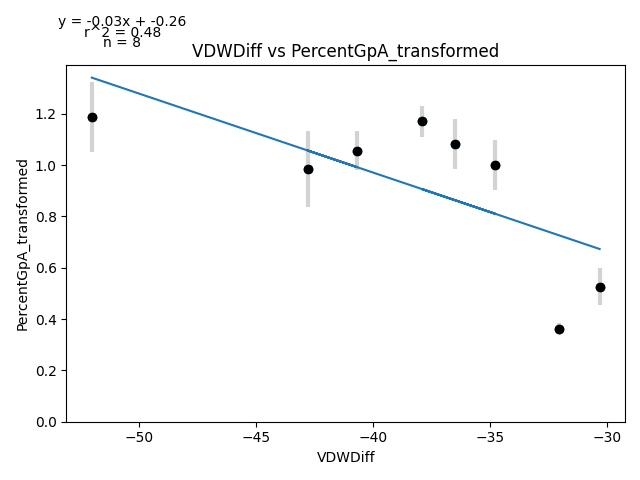 y = -0.03x + -0.26
r^2 = 0.48
n = 8
VDWDiff vs PercentGpA_transformed
PercentGpA_transformed
1.2
1.0
0.8
0.6
0.4
0.2
0.0
−50
−45
−40
−35
−30
VDWDiff